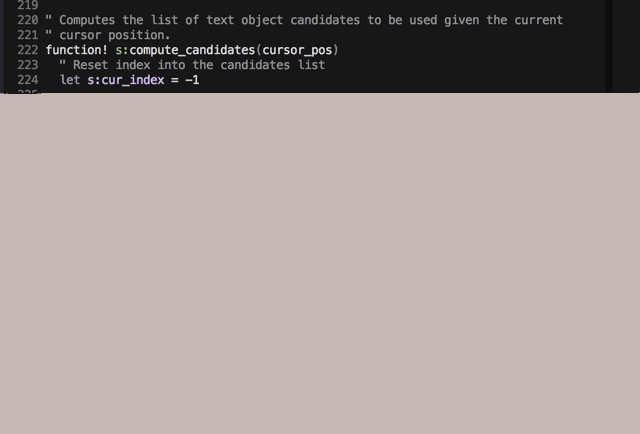 219
220 " Computes the list of text object candidates to be used given the current
221 " cursor position.
222 function! s:compute_candidates(cursor_pos)
223   " Reset index into the candidates list
224   let s:cur_index = -1